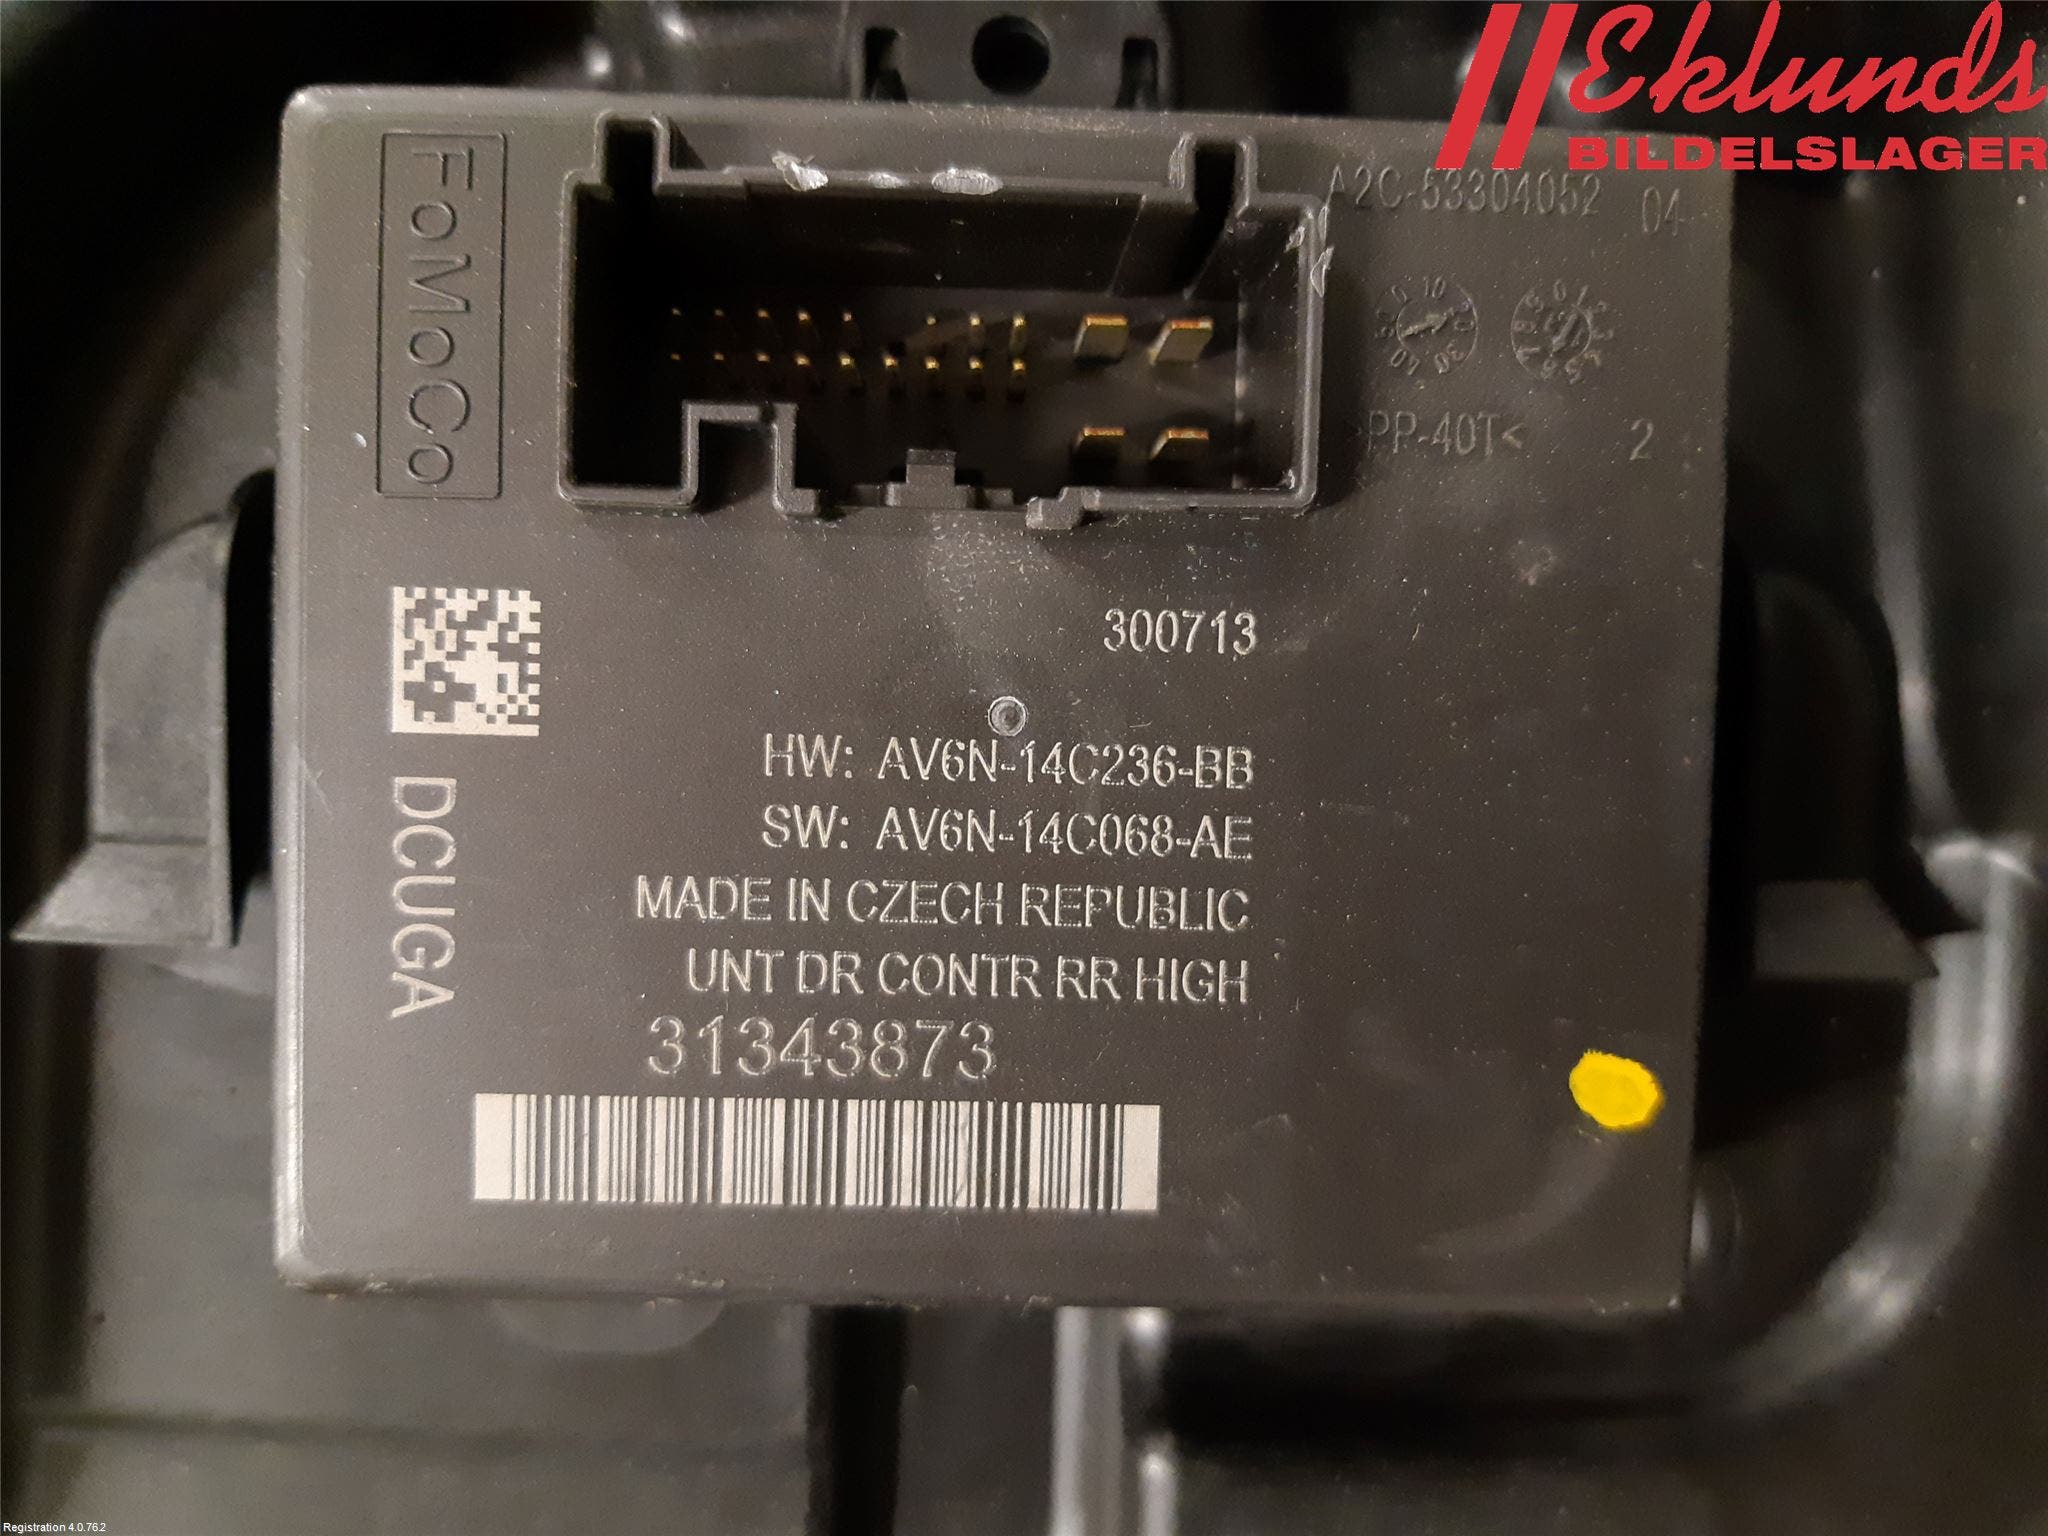 Eklunds
BILDELSLAGER
FoMoCo
A2C-53304052 04
>PP-40T< 2
300713
HW: AV6N-14C236-BB
SW: AV6N-14C068-AE
MADE IN CZECH REPUBLIC
UNT DR CONTR RR HIGH
31343873
DCUGA
Registration 4.0.76.2